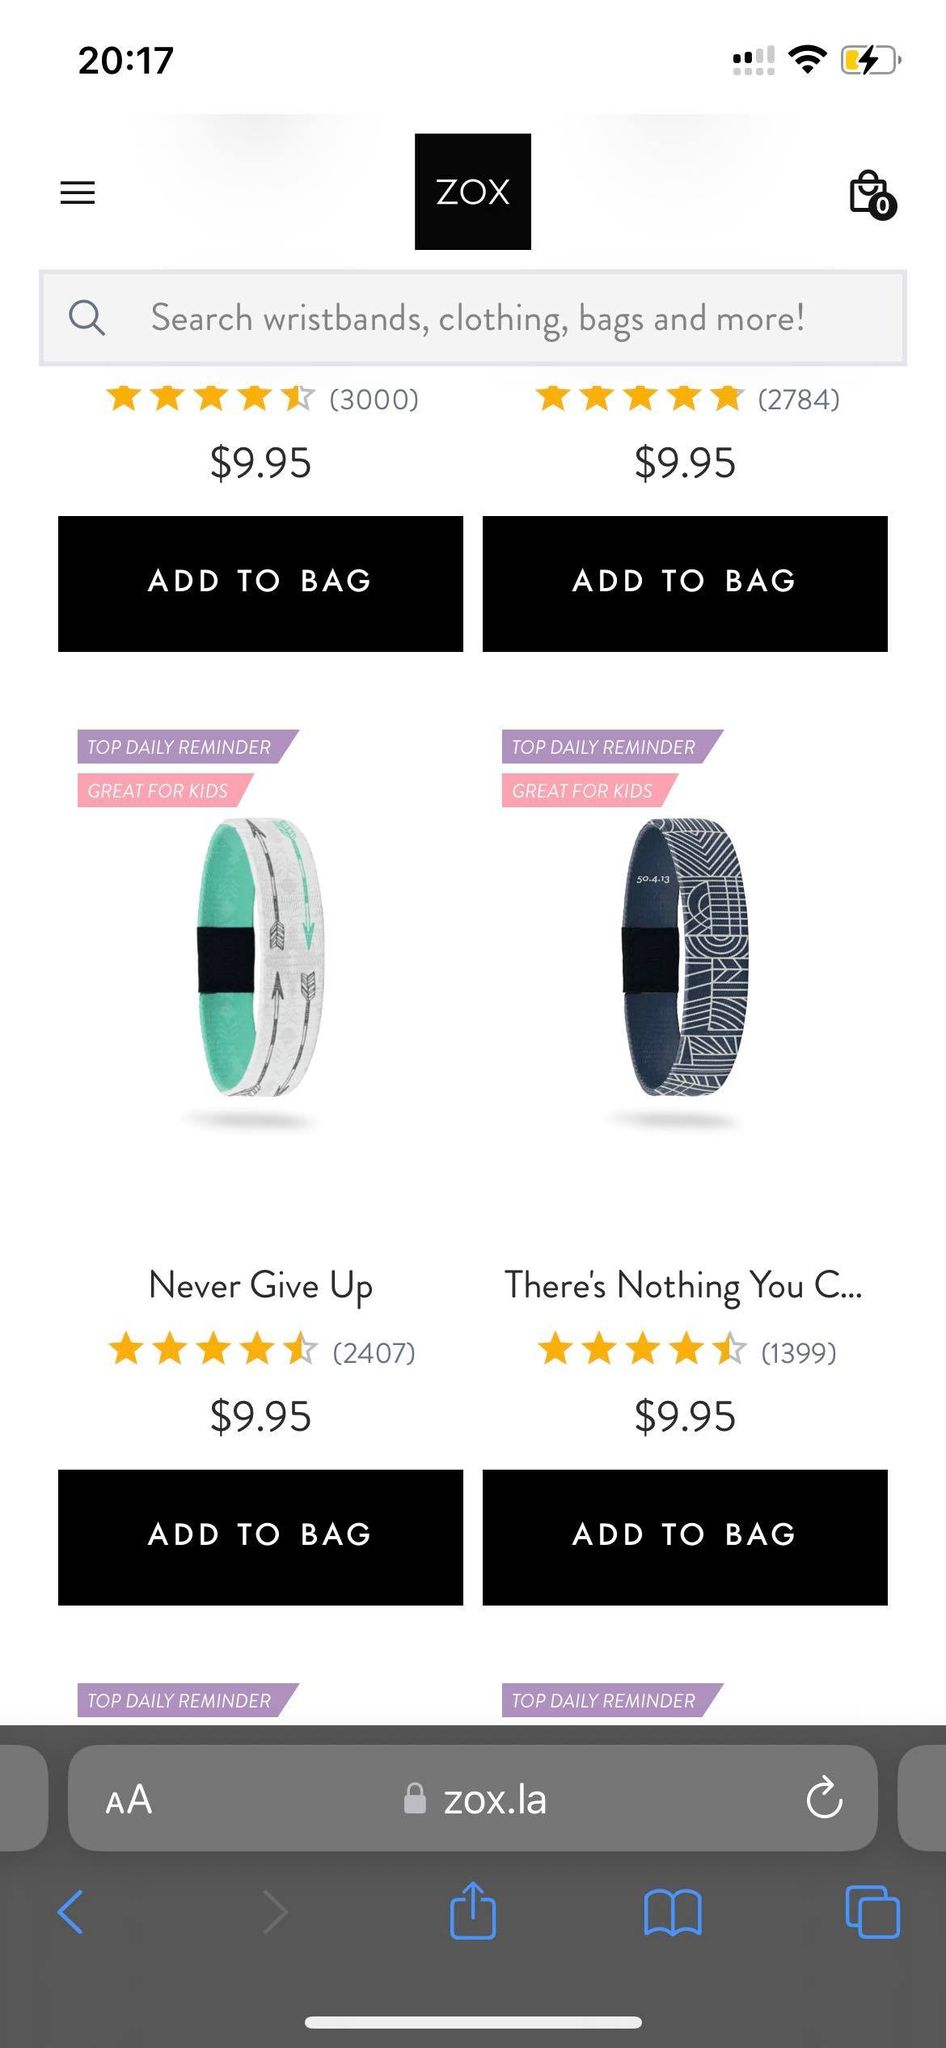 20:17
ZOX
0
Search wristbands, clothing, bags and more!
(3000)
(2784)
$9.95
$9.95
ADD TO BAG
ADD TO BAG
TOP DAILY REMINDER
TOP DAILY REMINDER
GREAT FOR KIDS
GREAT FOR KIDS
50.4.13
Never Give Up
There's Nothing You C...
(2407)
(1399)
$9.95
$9.95
ADD TO BAG
ADD TO BAG
TOP DAILY REMINDER
TOP DAILY REMINDER
AA
zox.la